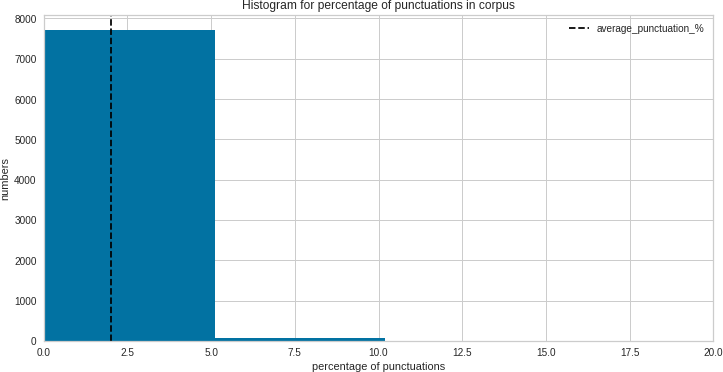 Histogram for percentage of punctuations in corpus
average_punctuation_%
numbers
8000
7000
6000
5000
4000
3000
2000
1000
0
0.0 2.5 5.0 7.5 10.0 12.5 15.0 17.5 20.0
percentage of punctuations